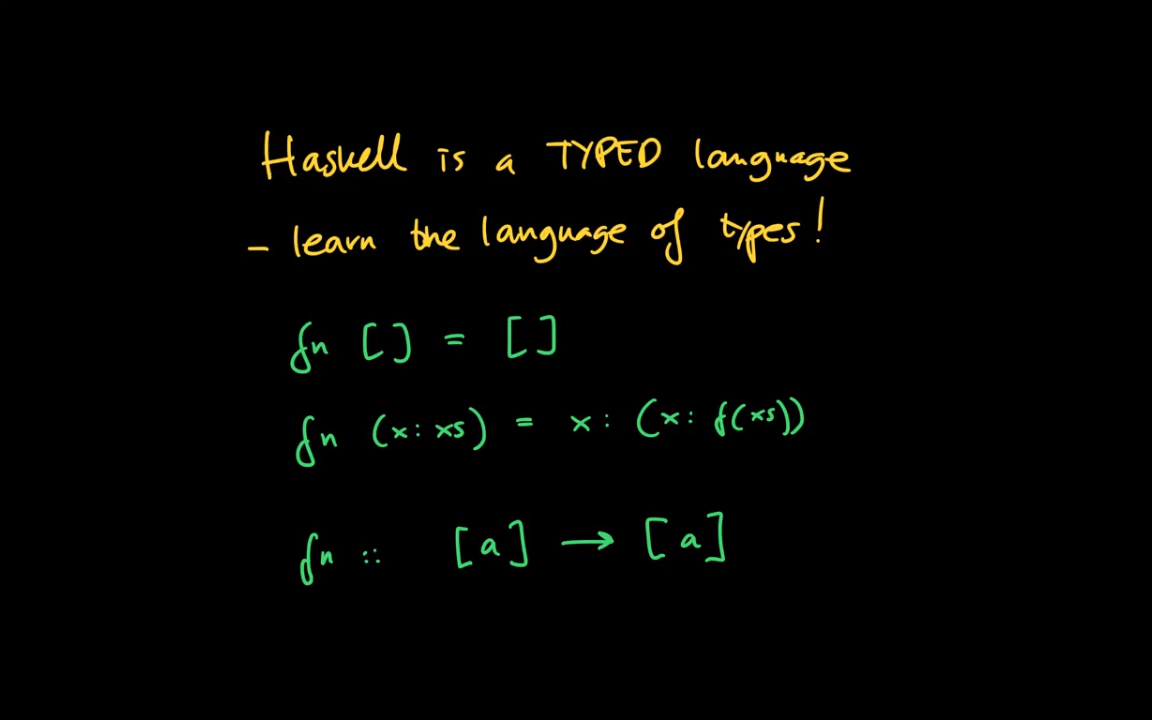 Haskell is a TYPED language
- learn the language of types!
fn [] = []
fn (x: xs) = x: (x: f(xs))
fn :: [a] → [a]